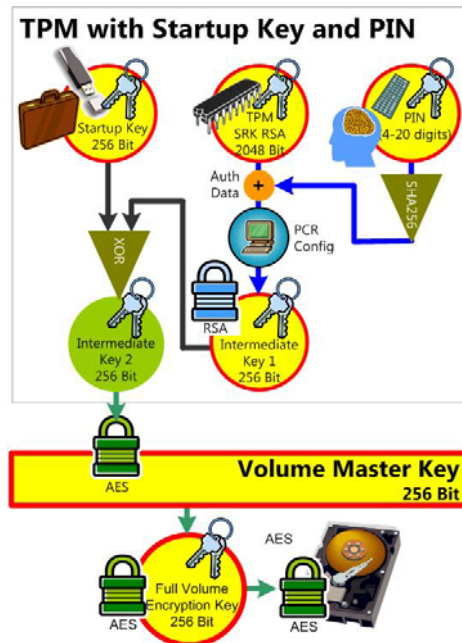 TPM with Startup Key and PIN
Startup Key
256 Bit
TPM
SRK RSA
2048 Bit
PIN
(4-20 digits)
Auth
Data
+
SHA256
XOR
PCR
Config
RSA
Intermediate
Key 2
256 Bit
Intermediate
Key 1
256 Bit
AES
Volume Master Key
256 Bit
AES
Full Volume
Encryption Key
256 Bit
AES
AES